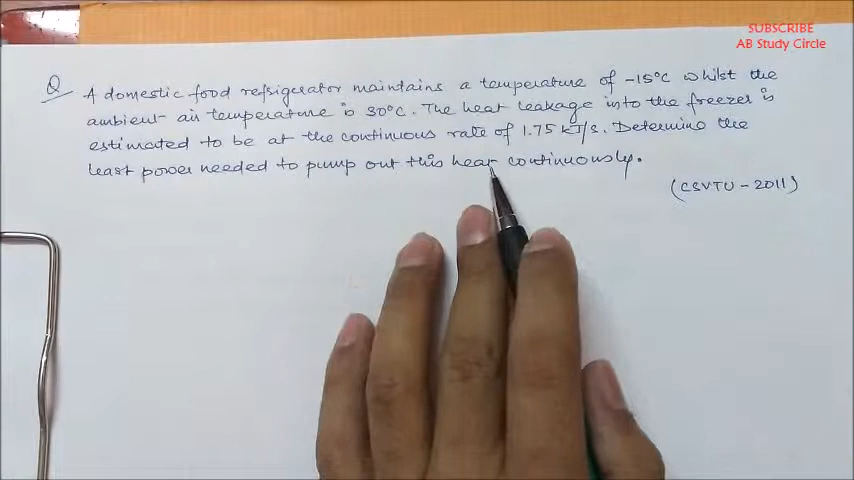 SUBSCRIBE
AB Study Circle
Q A domestic food refrigerator maintains a temperature of -15°C whilst the
ambient air temperature is 30°C. The heat leakage into the freezer is
estimated to be at the continuous rate of 1.75 kJ/s. Determine the
least power needed to pump out this heat continuously.
(CSVTU - 2011)